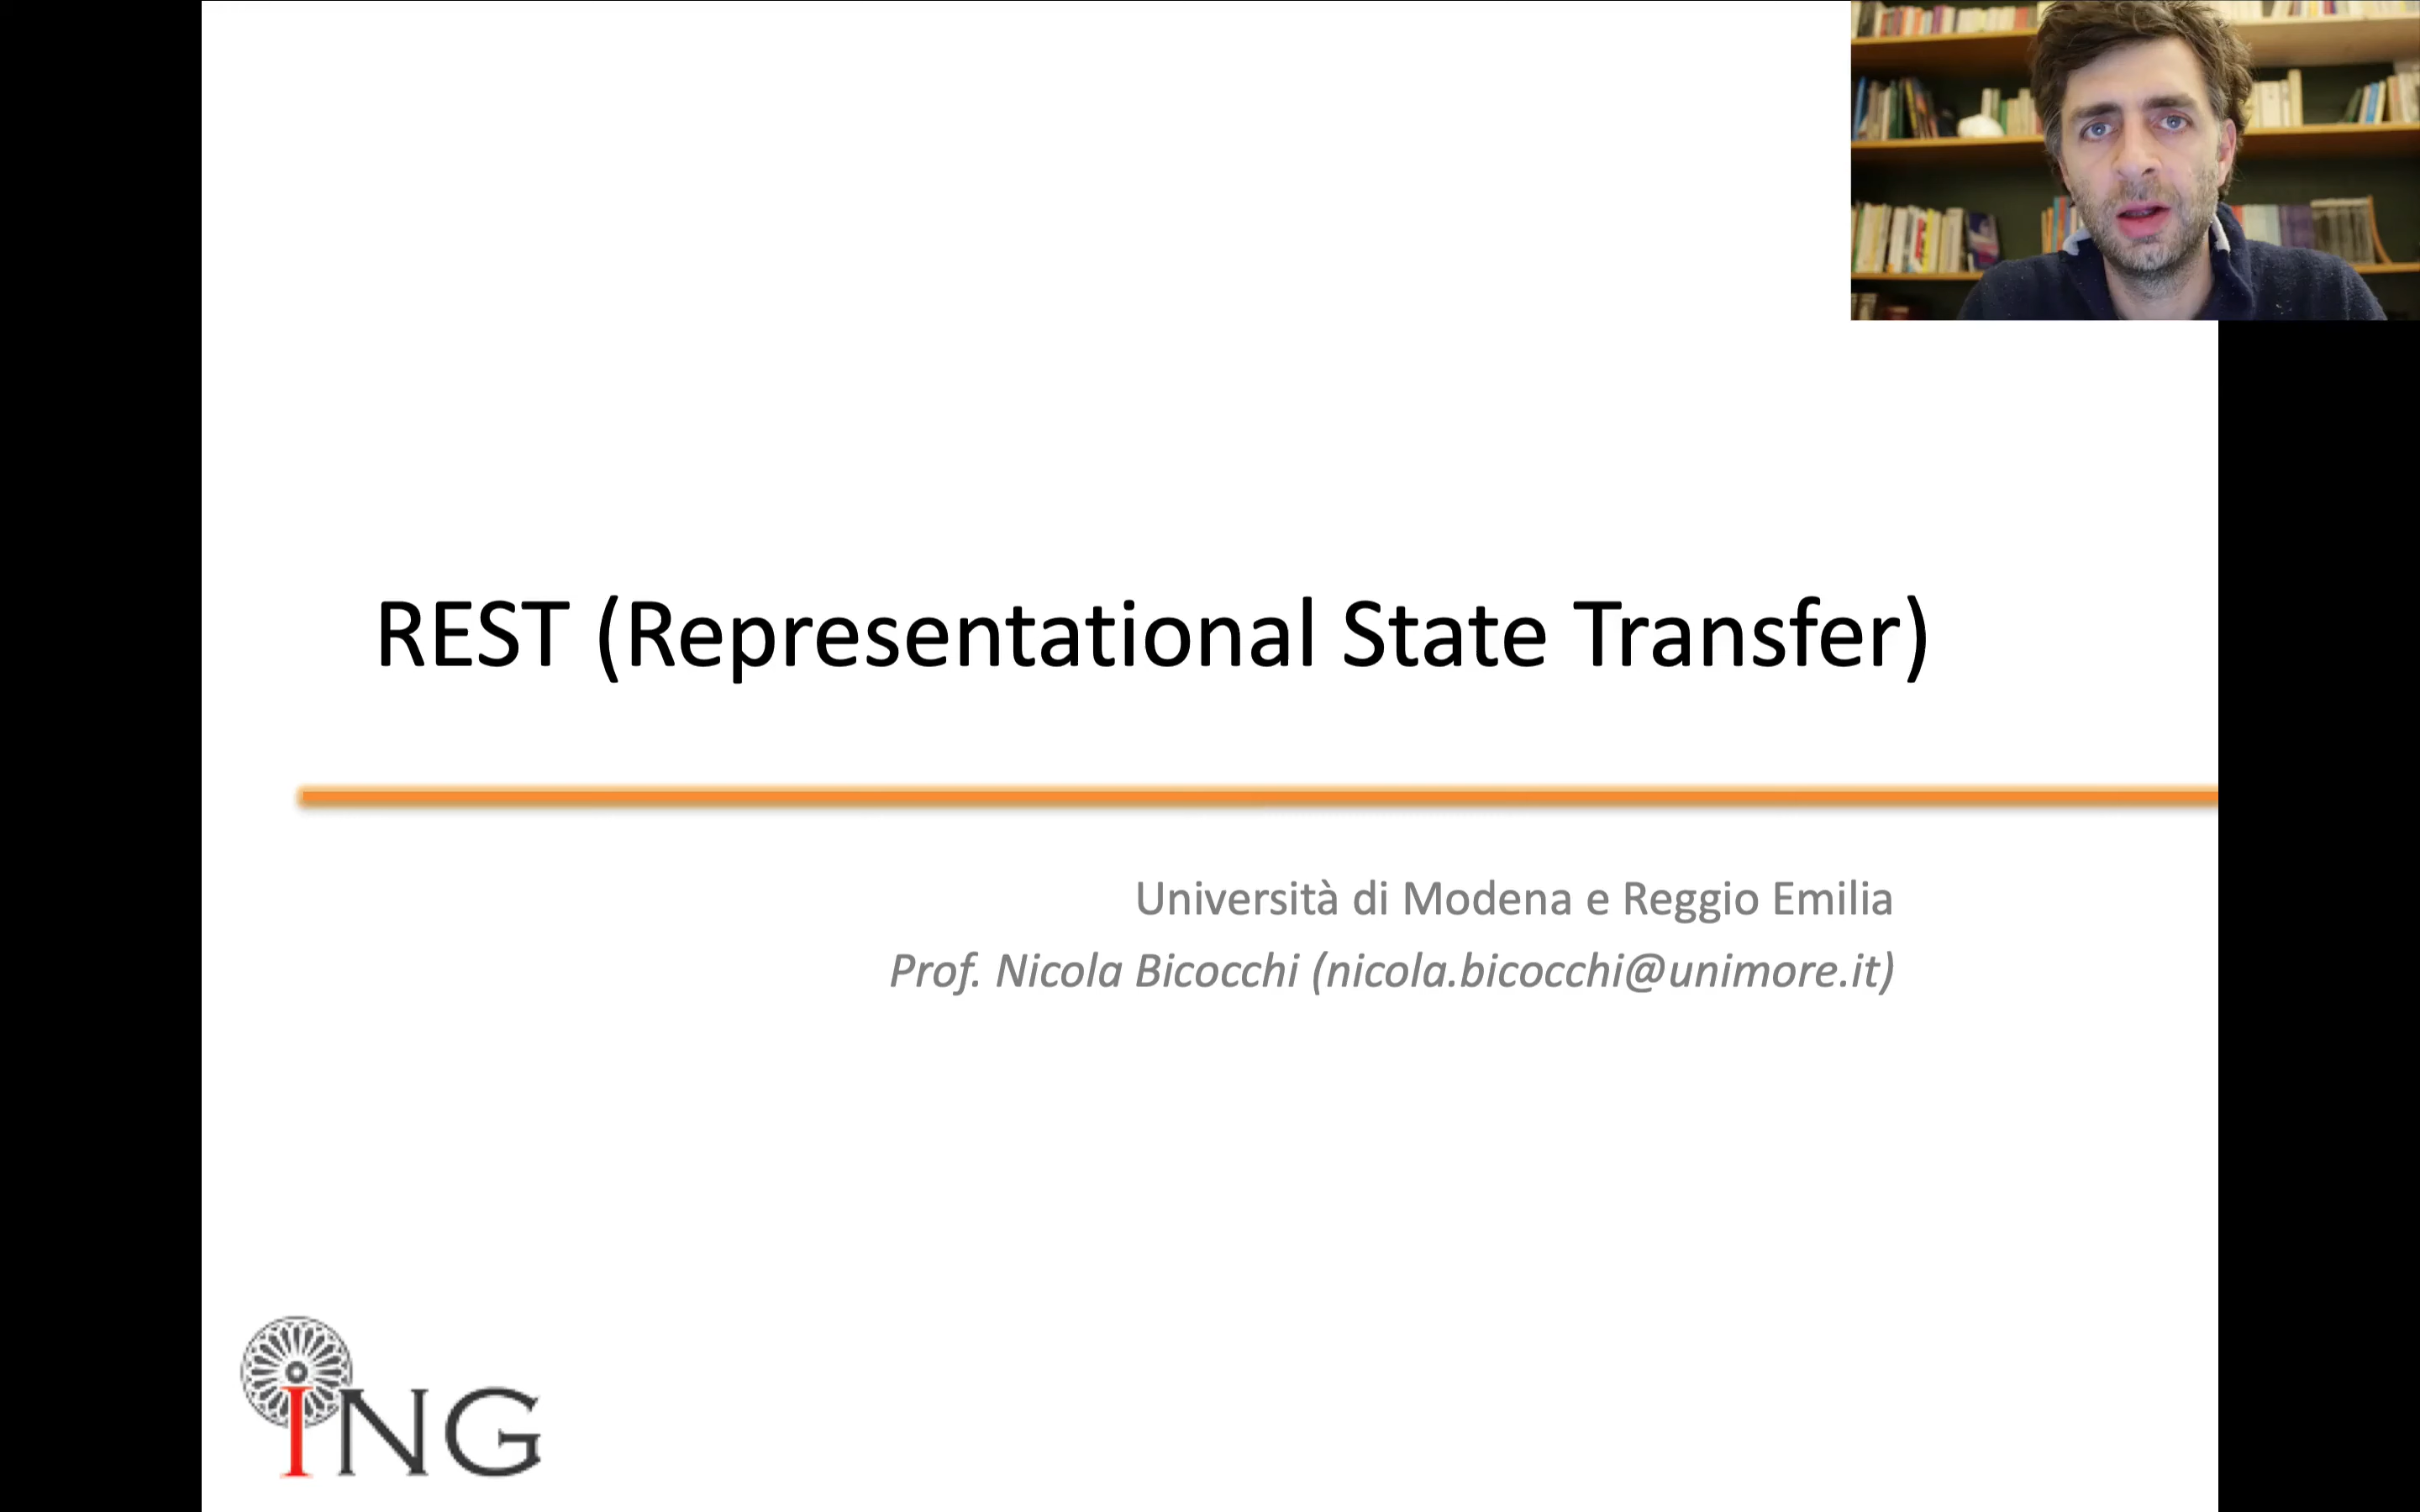 REST (Representational State Transfer)
Università di Modena e Reggio Emilia
Prof. Nicola Bicocchi (nicola.bicocchi@unimore.it)
ING